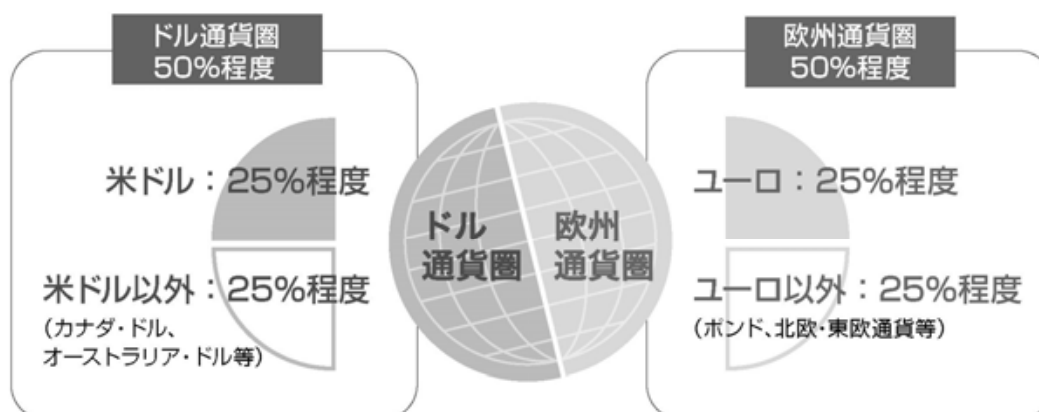 ドル通貨圏
50%程度
米ドル：25%程度
米ドル以外：25%程度
(カナダ・ドル、
オーストラリア・ドル等)
ドル
通貨圏
欧州
通貨圏
欧州通貨圏
50%程度
ユーロ：25%程度
ユーロ以外：25%程度
(ポンド、北欧・東欧通貨等)